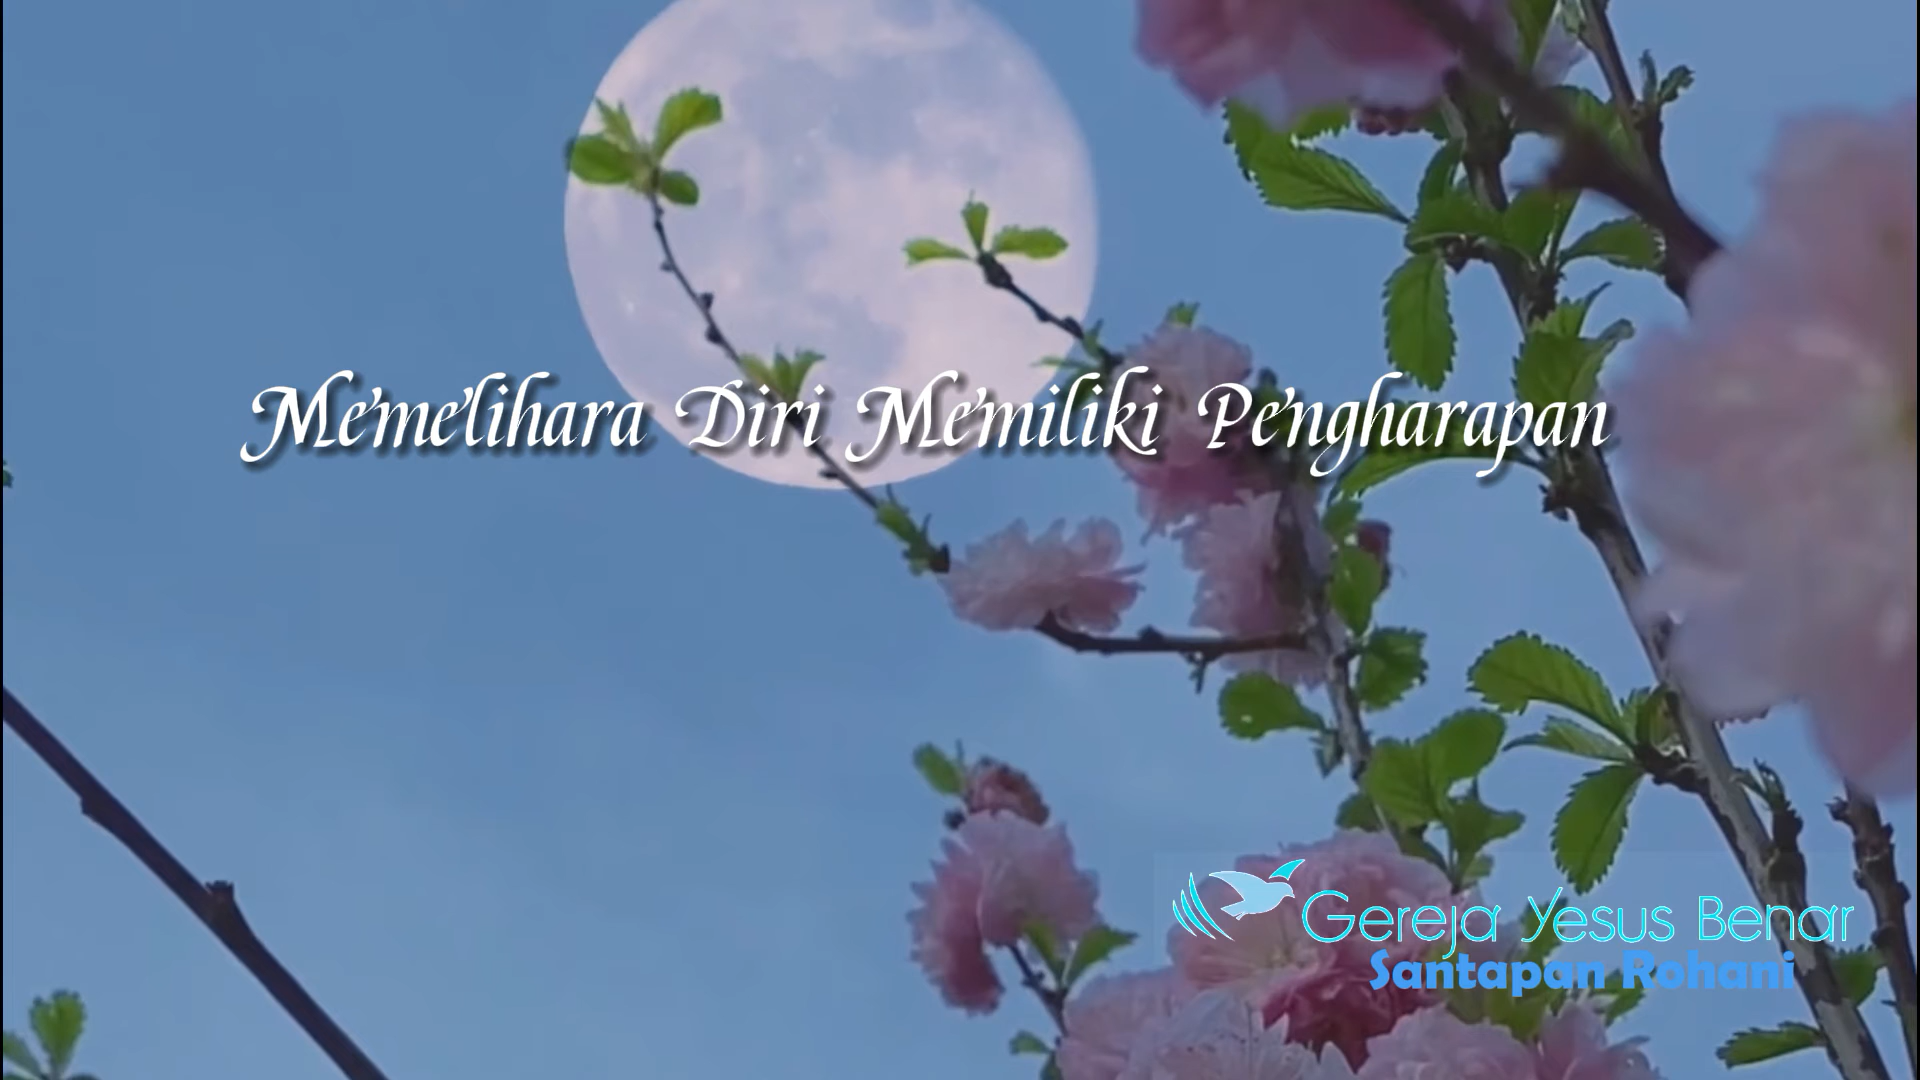 Memelihara Diri Memiliki Pengharapan
Gereja Yesus Benar
Santapan Rohani